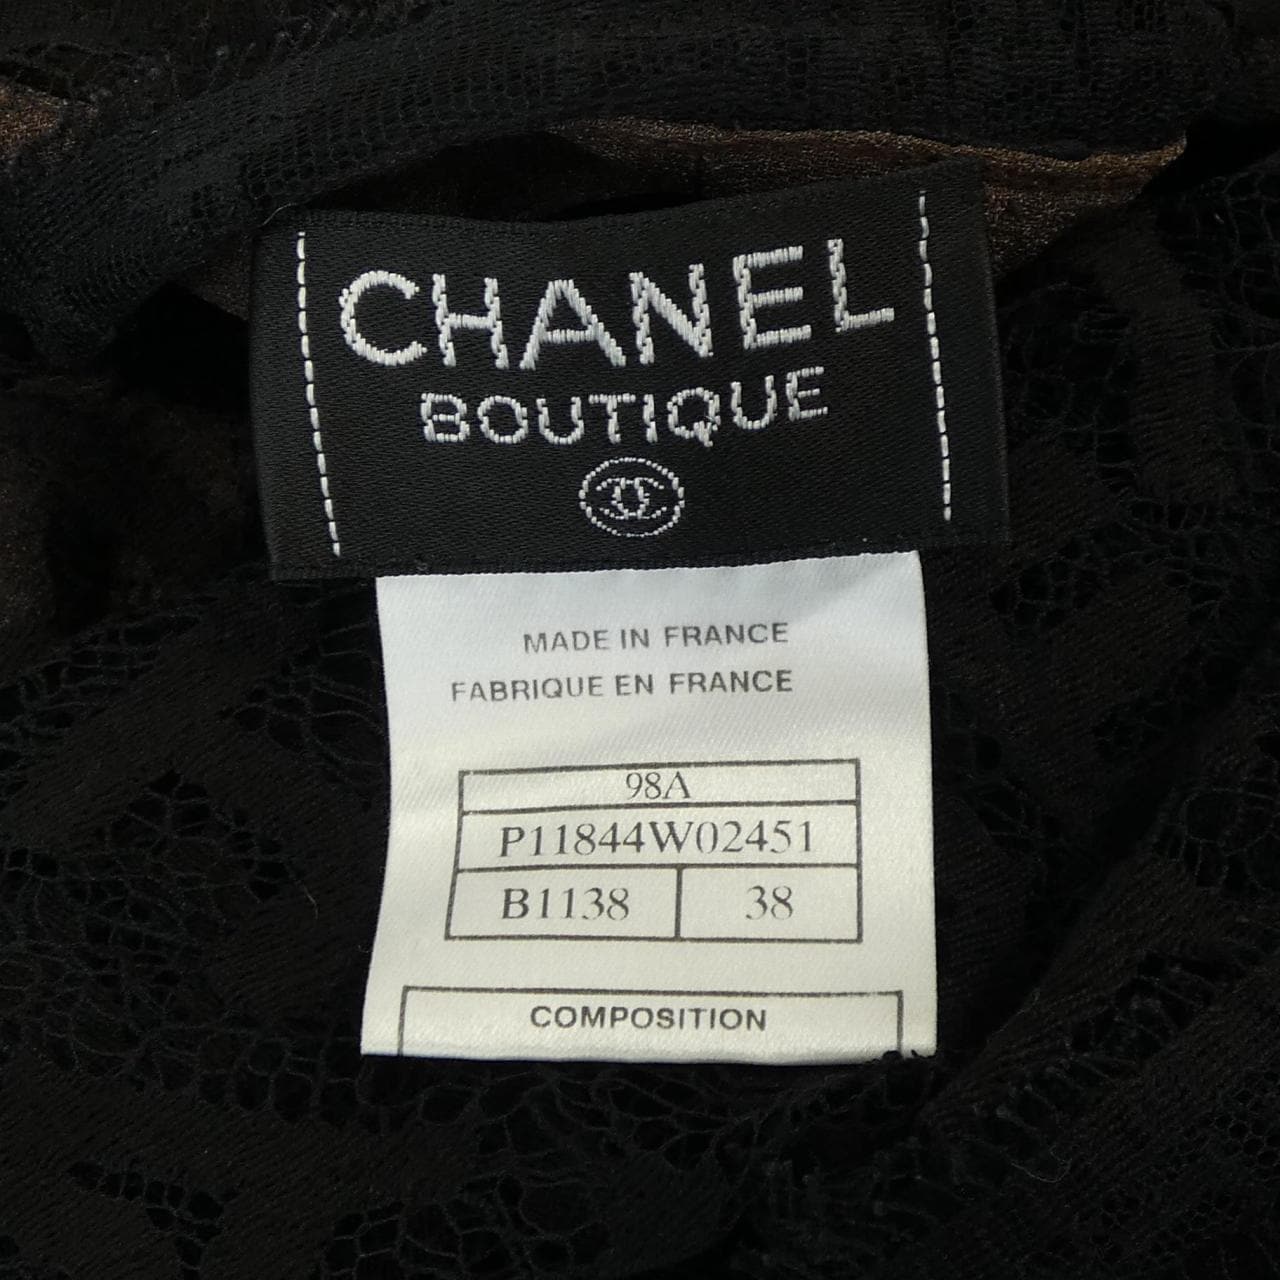 CHANEL
BOUTIQUE
MADE IN FRANCE
FABRIQUE EN FRANCE
98A
P11844W02451
B1138 38
COMPOSITION